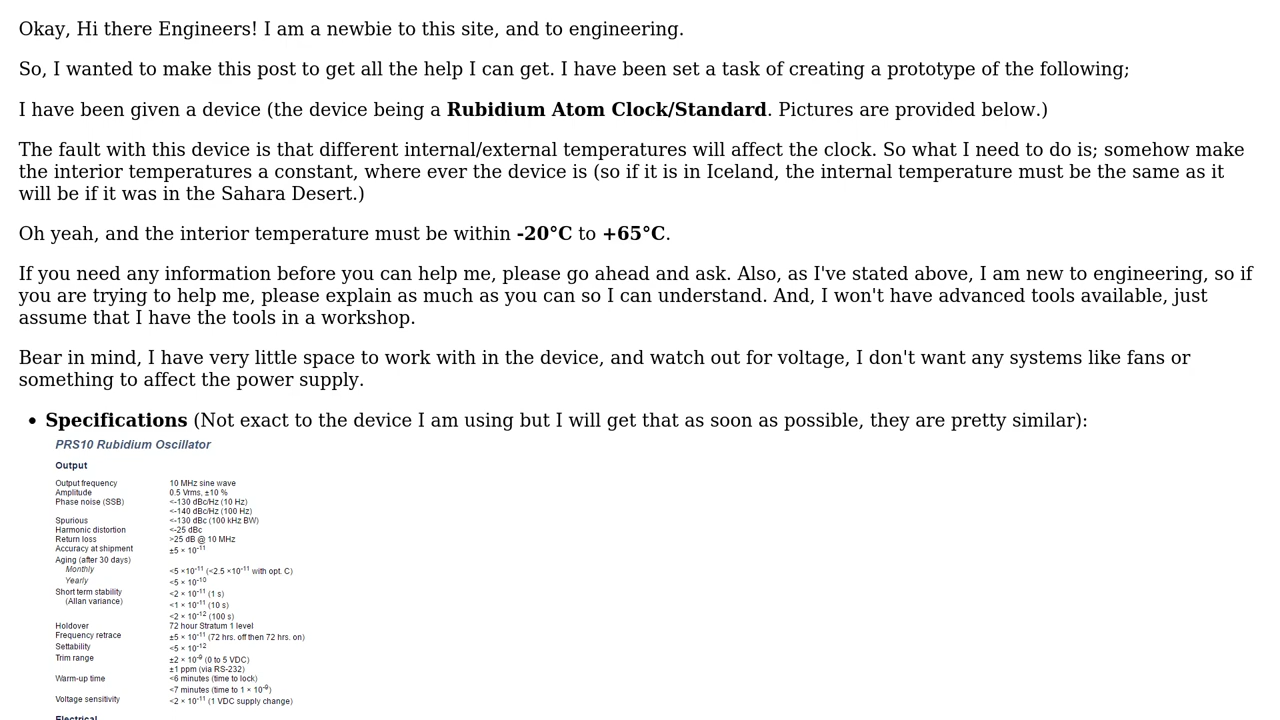 Okay, Hi there Engineers! I am a newbie to this site, and to engineering.
So, I wanted to make this post to get all the help I can get. I have been set a task of creating a prototype of the following;
I have been given a device (the device being a Rubidium Atom Clock/Standard. Pictures are provided below.)
The fault with this device is that different internal/external temperatures will affect the clock. So what I need to do is; somehow make
the interior temperatures a constant, where ever the device is (so if it is in Iceland, the internal temperature must be the same as it
will be if it was in the Sahara Desert.)
Oh yeah, and the interior temperature must be within -20°C to +65°C.
If you need any information before you can help me, please go ahead and ask. Also, as I've stated above, I am new to engineering, so if
you are trying to help me, please explain as much as you can so I can understand. And, I won't have advanced tools available, just
assume that I have the tools in a workshop.
Bear in mind, I have very little space to work with in the device, and watch out for voltage, I don't want any systems like fans or
something to affect the power supply.
• Specifications (Not exact to the device I am using but I will get that as soon as possible, they are pretty similar):
PRS10 Rubidium Oscillator
Output
Output frequency 10 MHz sine wave
Amplitude 0.5 Vrms, ±10 %
Phase noise (SSB) <-130 dBc/Hz (10 Hz)
<-140 dBc/Hz (100 Hz)
Spurious <-130 dBc (100 kHz BW)
Harmonic distortion <-25 dBc
Return loss >25 dB @ 10 MHz
Accuracy at shipment ±5 × 10⁻¹¹
Aging (after 30 days)
Monthly <5 ×10⁻¹¹ (<2.5 ×10⁻¹¹ with opt. C)
Yearly <5 × 10⁻¹⁰
Short term stability <2 × 10⁻¹¹ (1 s)
(Allan variance) <1 × 10⁻¹¹ (10 s)
<2 × 10⁻¹² (100 s)
Holdover 72 hour Stratum 1 level
Frequency retrace ±5 × 10⁻¹¹ (72 hrs. off then 72 hrs. on)
Settability <5 × 10⁻¹²
Trim range ±2 × 10⁻⁹ (0 to 5 VDC)
±1 ppm (via RS-232)
Warm-up time <6 minutes (time to lock)
<7 minutes (time to 1 × 10⁻⁹)
Voltage sensitivity <2 × 10⁻¹¹ (1 VDC supply change)
Electrical